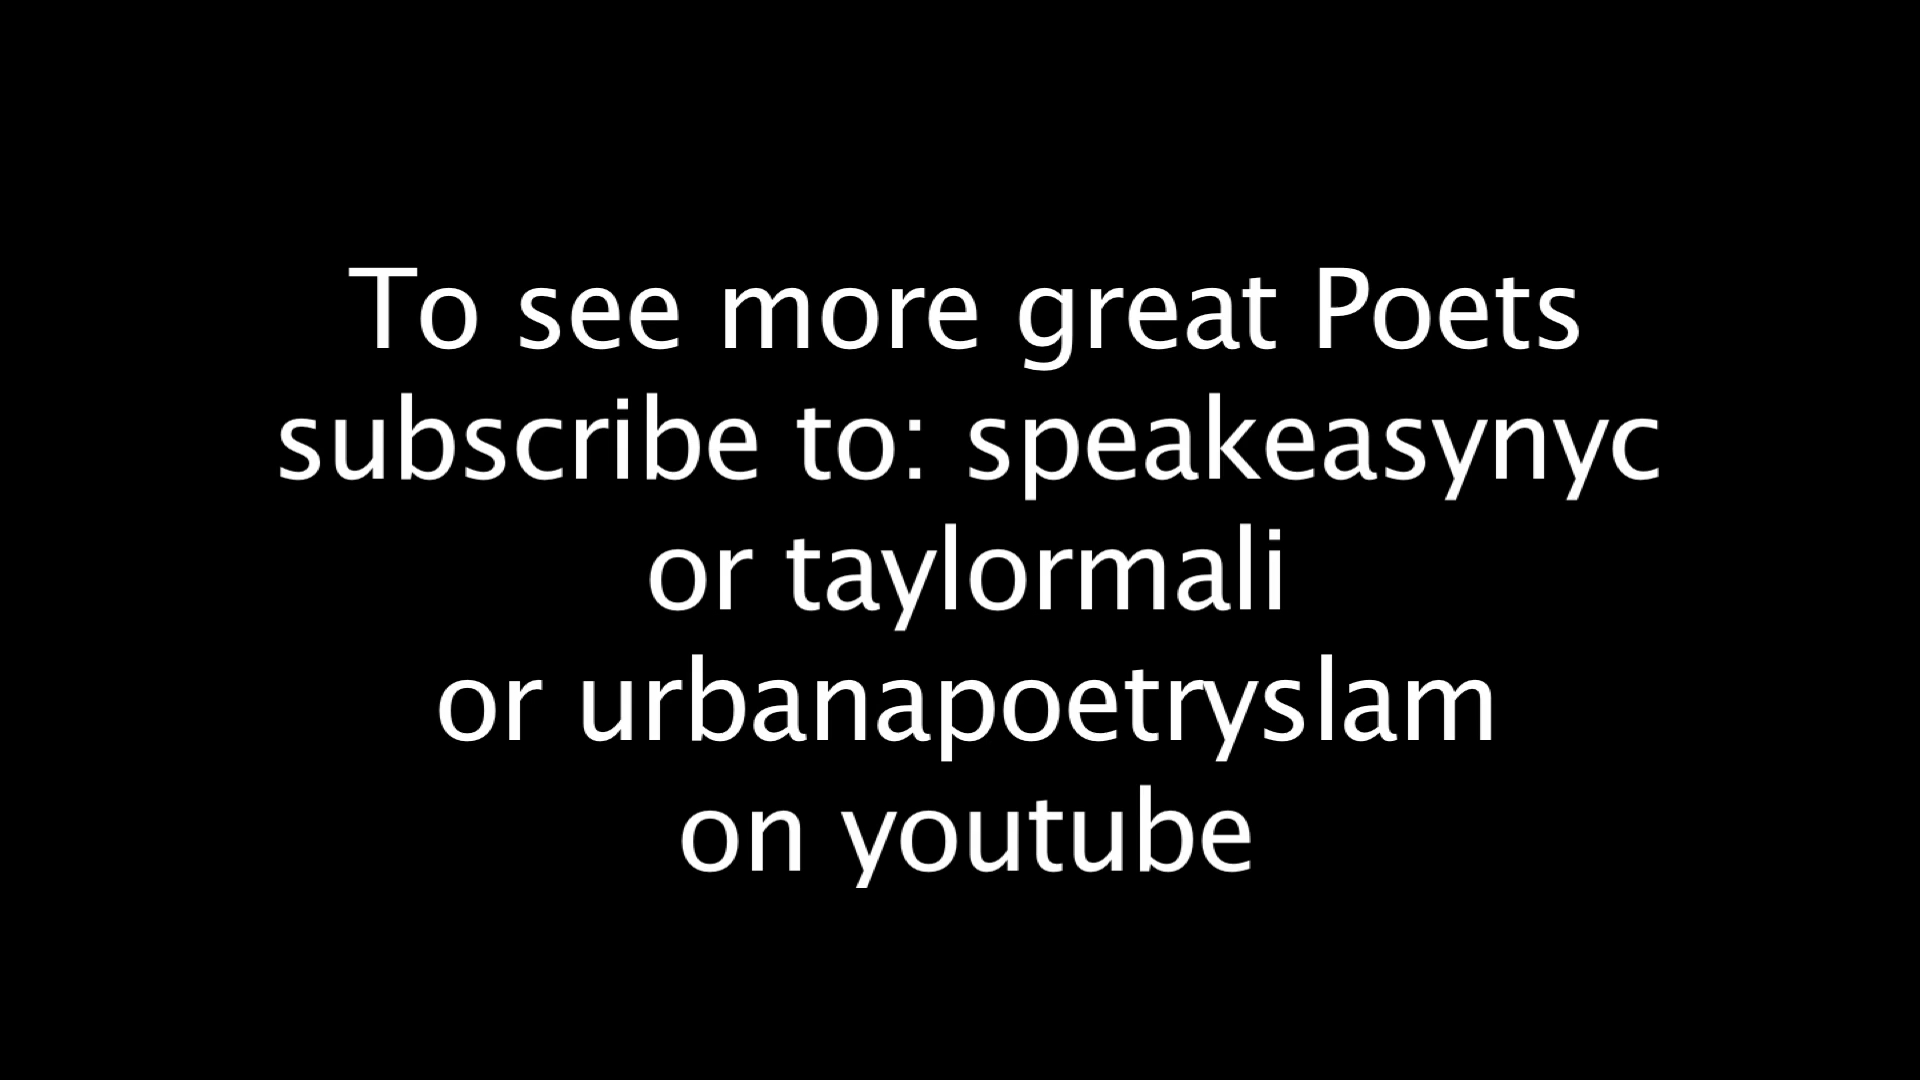 To see more great Poets
subscribe to: speakeasynyc
or taylormali
or urbanapoetryslam
on youtube